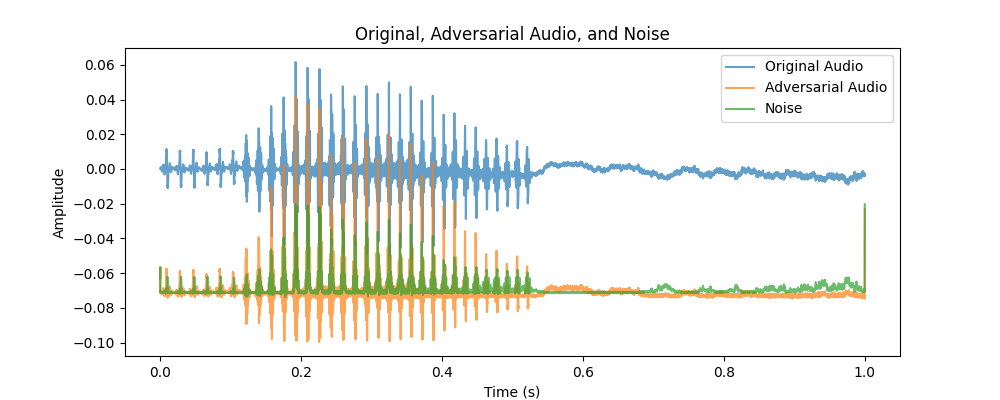 Original, Adversarial Audio, and Noise
Original Audio
Adversarial Audio
Noise
0.06
0.04
0.02
0.00
−0.02
−0.04
−0.06
−0.08
−0.10
Amplitude
0.0 0.2 0.4 0.6 0.8 1.0
Time (s)